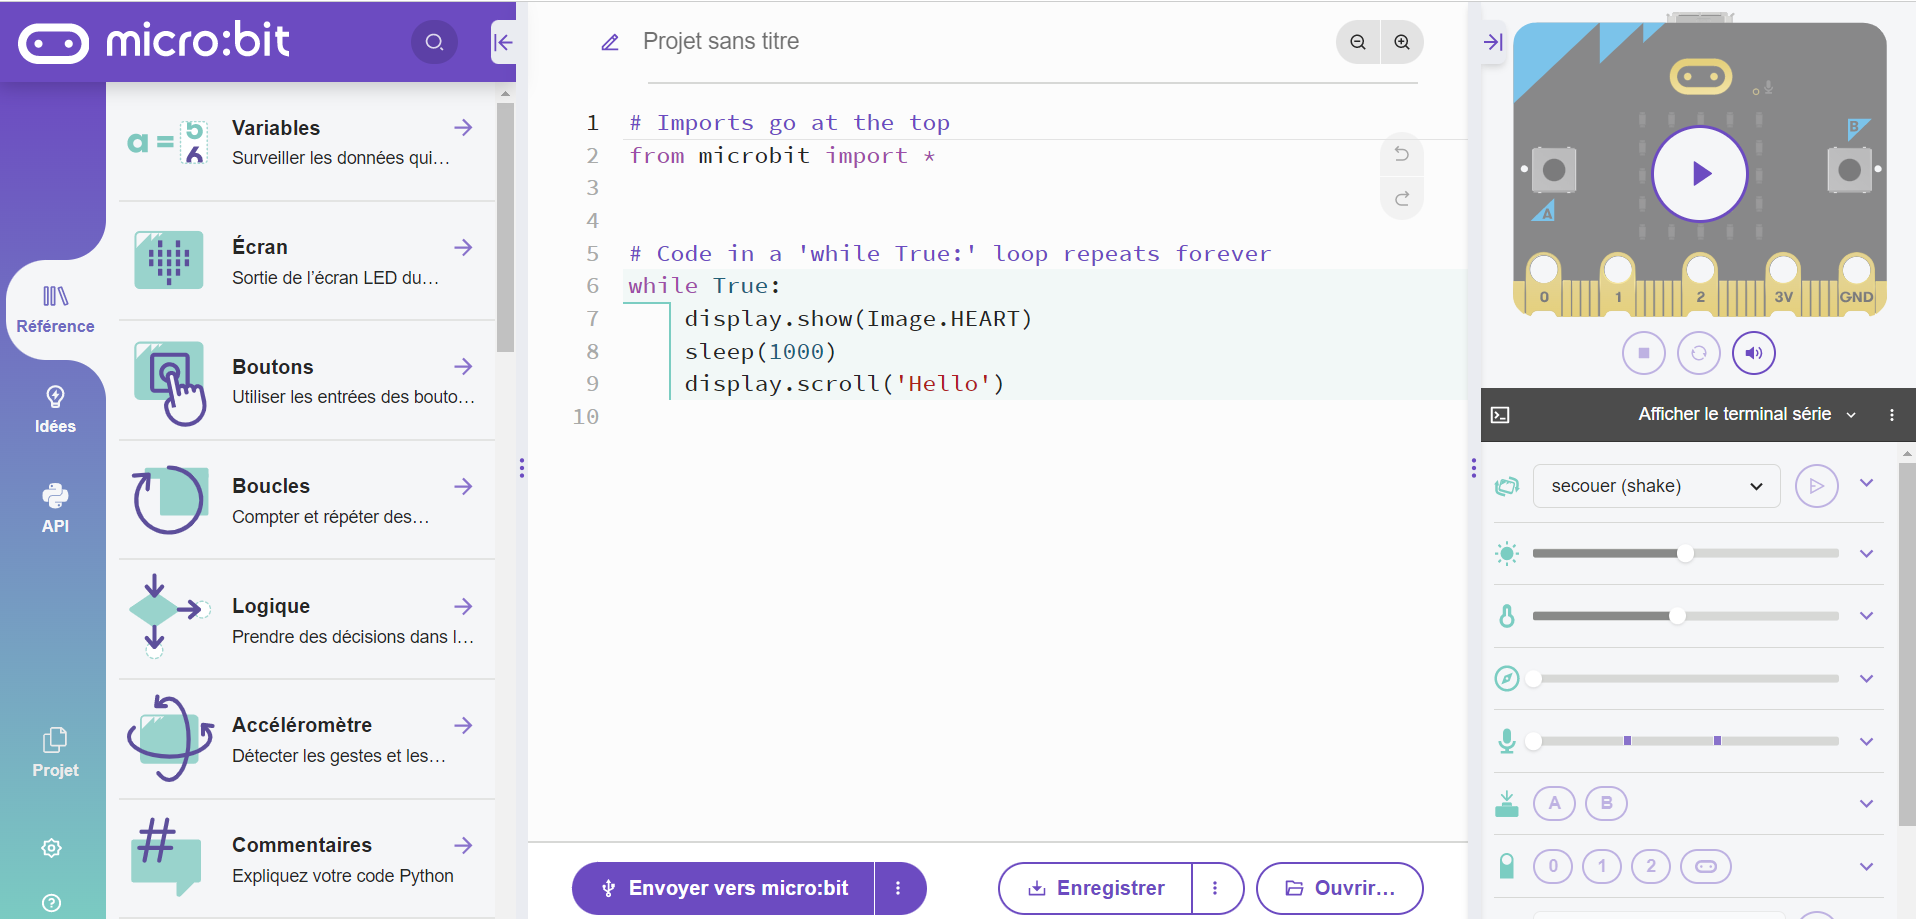 micro:bit
Référence
Idées
API
Projet
a = 5
6
Variables
Surveiller les données qui…
Écran
Sortie de l'écran LED du…
Boutons
Utiliser les entrées des bouto…
Boucles
Compter et répéter des…
Logique
Prendre des décisions dans l…
Accéléromètre
Détecter les gestes et les…
#
Commentaires
Expliquez votre code Python
Projet sans titre
1 # Imports go at the top
2 from microbit import *
3
4
5 # Code in a 'while True:' loop repeats forever
6 while True:
7 display.show(Image.HEART)
8 sleep(1000)
9 display.scroll('Hello')
10
Envoyer vers micro:bit
Enregistrer
Ouvrir…
B
A
0 1 2 3V GND
Afficher le terminal série
secouer (shake)
A B
0 1 2